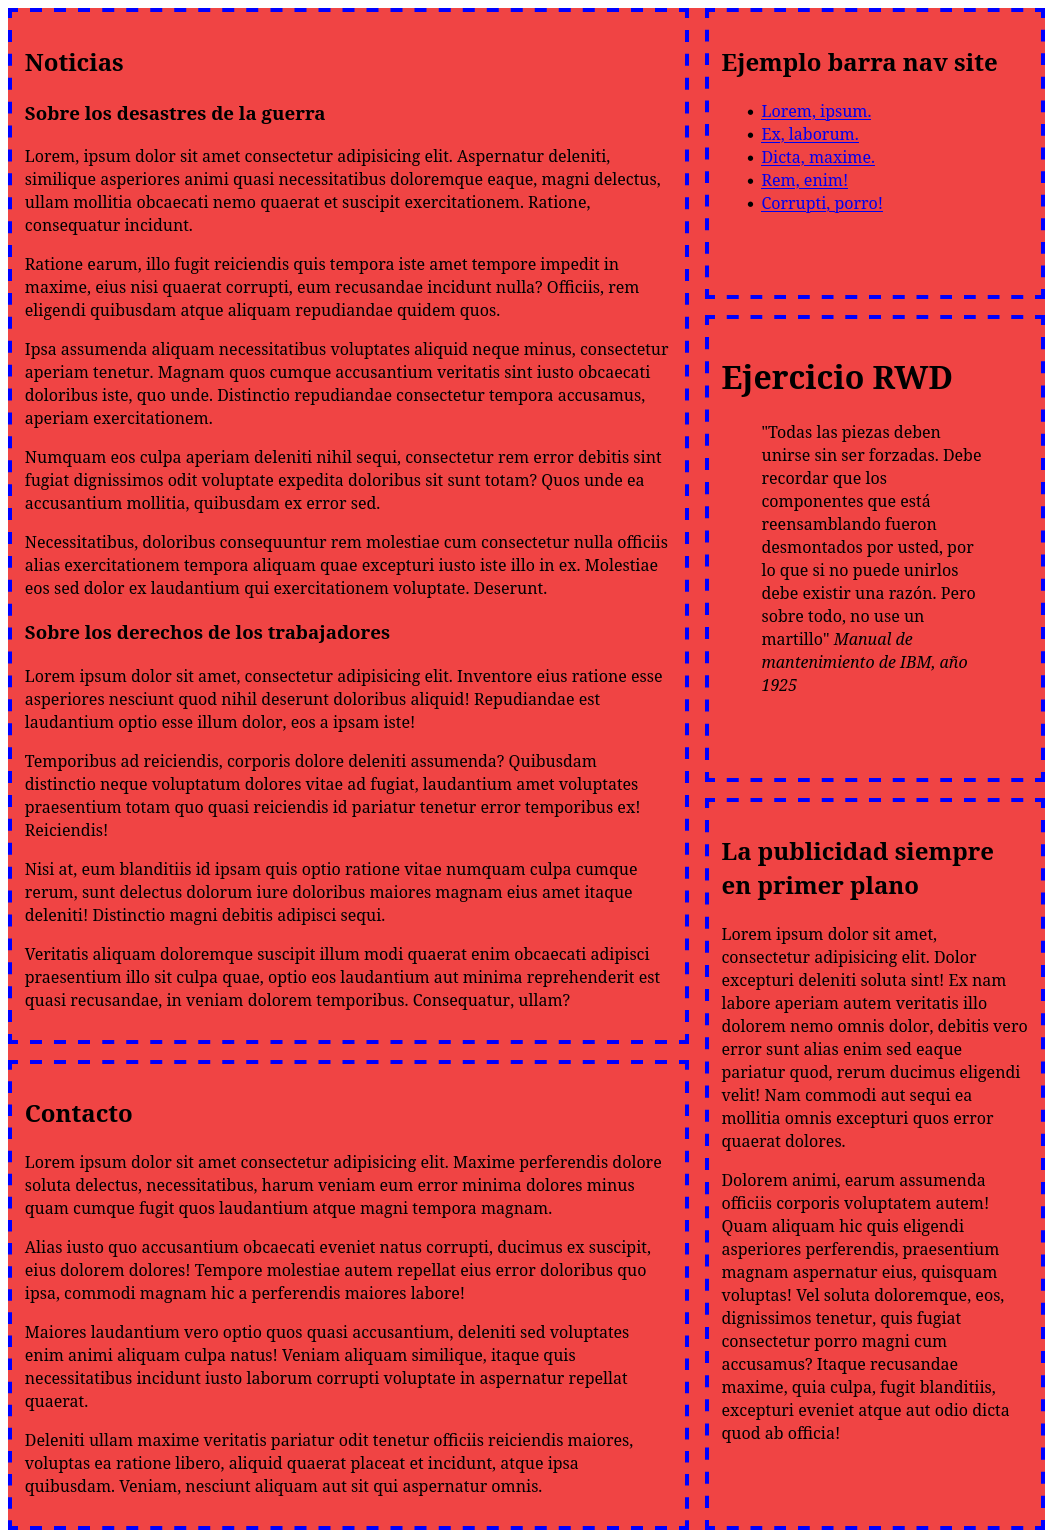 Noticias
Sobre los desastres de la guerra
Lorem, ipsum dolor sit amet consectetur adipisicing elit. Aspernatur deleniti,
similique asperiores animi quasi necessitatibus doloremque eaque, magni delectus,
ullam mollitia obcaecati nemo quaerat et suscipit exercitationem. Ratione,
consequatur incidunt.
Ratione earum, illo fugit reiciendis quis tempora iste amet tempore impedit in
maxime, eius nisi quaerat corrupti, eum recusandae incidunt nulla? Officiis, rem
eligendi quibusdam atque aliquam repudiandae quidem quos.
Ipsa assumenda aliquam necessitatibus voluptates aliquid neque minus, consectetur
aperiam tenetur. Magnam quos cumque accusantium veritatis sint iusto obcaecati
doloribus iste, quo unde. Distinctio repudiandae consectetur tempora accusamus,
aperiam exercitationem.
Numquam eos culpa aperiam deleniti nihil sequi, consectetur rem error debitis sint
fugiat dignissimos odit voluptate expedita doloribus sit sunt totam? Quos unde ea
accusantium mollitia, quibusdam ex error sed.
Necessitatibus, doloribus consequuntur rem molestiae cum consectetur nulla officiis
alias exercitationem tempora aliquam quae excepturi iusto iste illo in ex. Molestiae
eos sed dolor ex laudantium qui exercitationem voluptate. Deserunt.
Sobre los derechos de los trabajadores
Lorem ipsum dolor sit amet, consectetur adipisicing elit. Inventore eius ratione esse
asperiores nesciunt quod nihil deserunt doloribus aliquid! Repudiandae est
laudantium optio esse illum dolor, eos a ipsam iste!
Temporibus ad reiciendis, corporis dolore deleniti assumenda? Quibusdam
distinctio neque voluptatum dolores vitae ad fugiat, laudantium amet voluptates
praesentium totam quo quasi reiciendis id pariatur tenetur error temporibus ex!
Reiciendis!
Nisi at, eum blanditiis id ipsam quis optio ratione vitae numquam culpa cumque
rerum, sunt delectus dolorum iure doloribus maiores magnam eius amet itaque
deleniti! Distinctio magni debitis adipisci sequi.
Veritatis aliquam doloremque suscipit illum modi quaerat enim obcaecati adipisci
praesentium illo sit culpa quae, optio eos laudantium aut minima reprehenderit est
quasi recusandae, in veniam dolorem temporibus. Consequatur, ullam?
Contacto
Lorem ipsum dolor sit amet consectetur adipisicing elit. Maxime perferendis dolore
soluta delectus, necessitatibus, harum veniam eum error minima dolores minus
quam cumque fugit quos laudantium atque magni tempora magnam.
Alias iusto quo accusantium obcaecati eveniet natus corrupti, ducimus ex suscipit,
eius dolorem dolores! Tempore molestiae autem repellat eius error doloribus quo
ipsa, commodi magnam hic a perferendis maiores labore!
Maiores laudantium vero optio quos quasi accusantium, deleniti sed voluptates
enim animi aliquam culpa natus! Veniam aliquam similique, itaque quis
necessitatibus incidunt iusto laborum corrupti voluptate in aspernatur repellat
quaerat.
Deleniti ullam maxime veritatis pariatur odit tenetur officiis reiciendis maiores,
voluptas ea ratione libero, aliquid quaerat placeat et incidunt, atque ipsa
quibusdam. Veniam, nesciunt aliquam aut sit qui aspernatur omnis.
Ejemplo barra nav site
Lorem, ipsum.
Ex, laborum.
Dicta, maxime.
Rem, enim!
Corrupti, porro!
Ejercicio RWD
"Todas las piezas deben
unirse sin ser forzadas. Debe
recordar que los
componentes que está
reensamblando fueron
desmontados por usted, por
lo que si no puede unirlos
debe existir una razón. Pero
sobre todo, no use un
martillo" Manual de
mantenimiento de IBM, año
1925
La publicidad siempre
en primer plano
Lorem ipsum dolor sit amet,
consectetur adipisicing elit. Dolor
excepturi deleniti soluta sint! Ex nam
labore aperiam autem veritatis illo
dolorem nemo omnis dolor, debitis vero
error sunt alias enim sed eaque
pariatur quod, rerum ducimus eligendi
velit! Nam commodi aut sequi ea
mollitia omnis excepturi quos error
quaerat dolores.
Dolorem animi, earum assumenda
officiis corporis voluptatem autem!
Quam aliquam hic quis eligendi
asperiores perferendis, praesentium
magnam aspernatur eius, quisquam
voluptas! Vel soluta doloremque, eos,
dignissimos tenetur, quis fugiat
consectetur porro magni cum
accusamus? Itaque recusandae
maxime, quia culpa, fugit blanditiis,
excepturi eveniet atque aut odio dicta
quod ab officia!